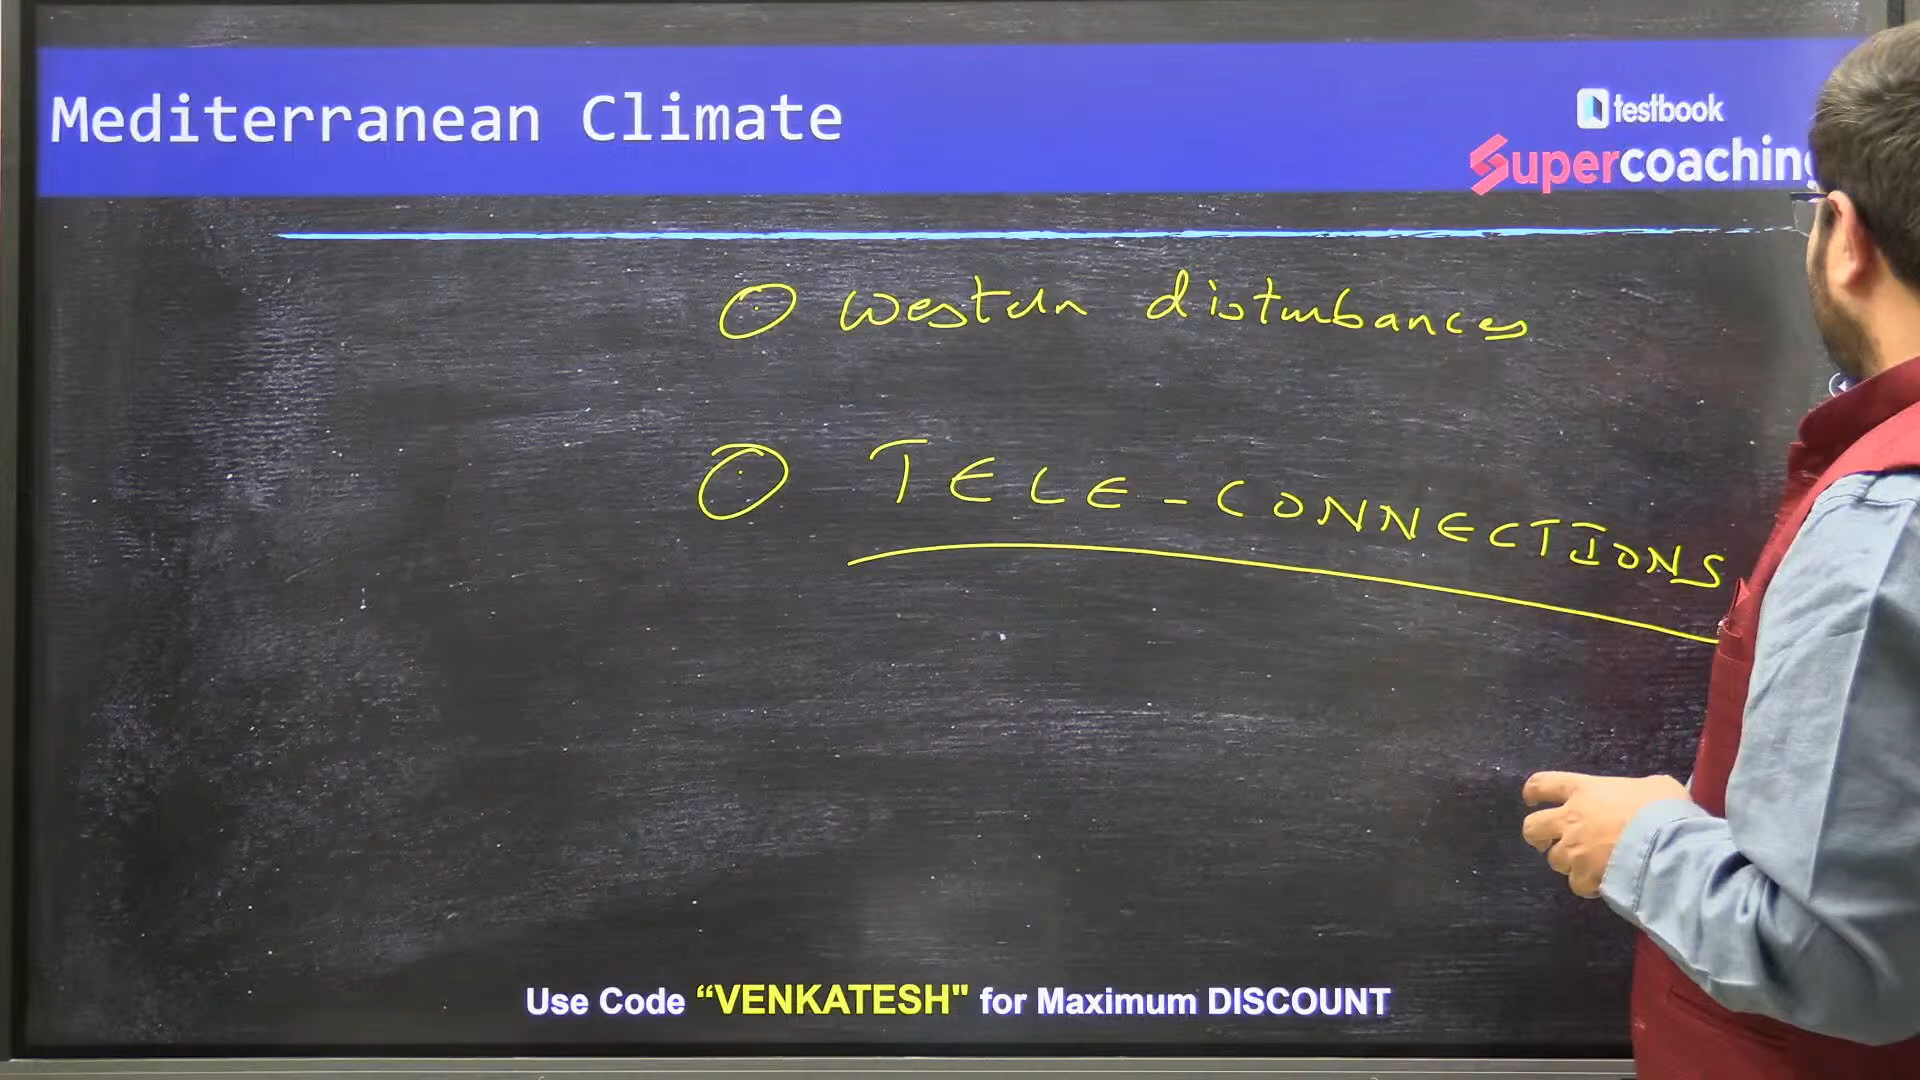 Mediterranean Climate
testbook
Supercoaching
Western disturbances
TELE-CONNECTIONS
Use Code “VENKATESH" for Maximum DISCOUNT